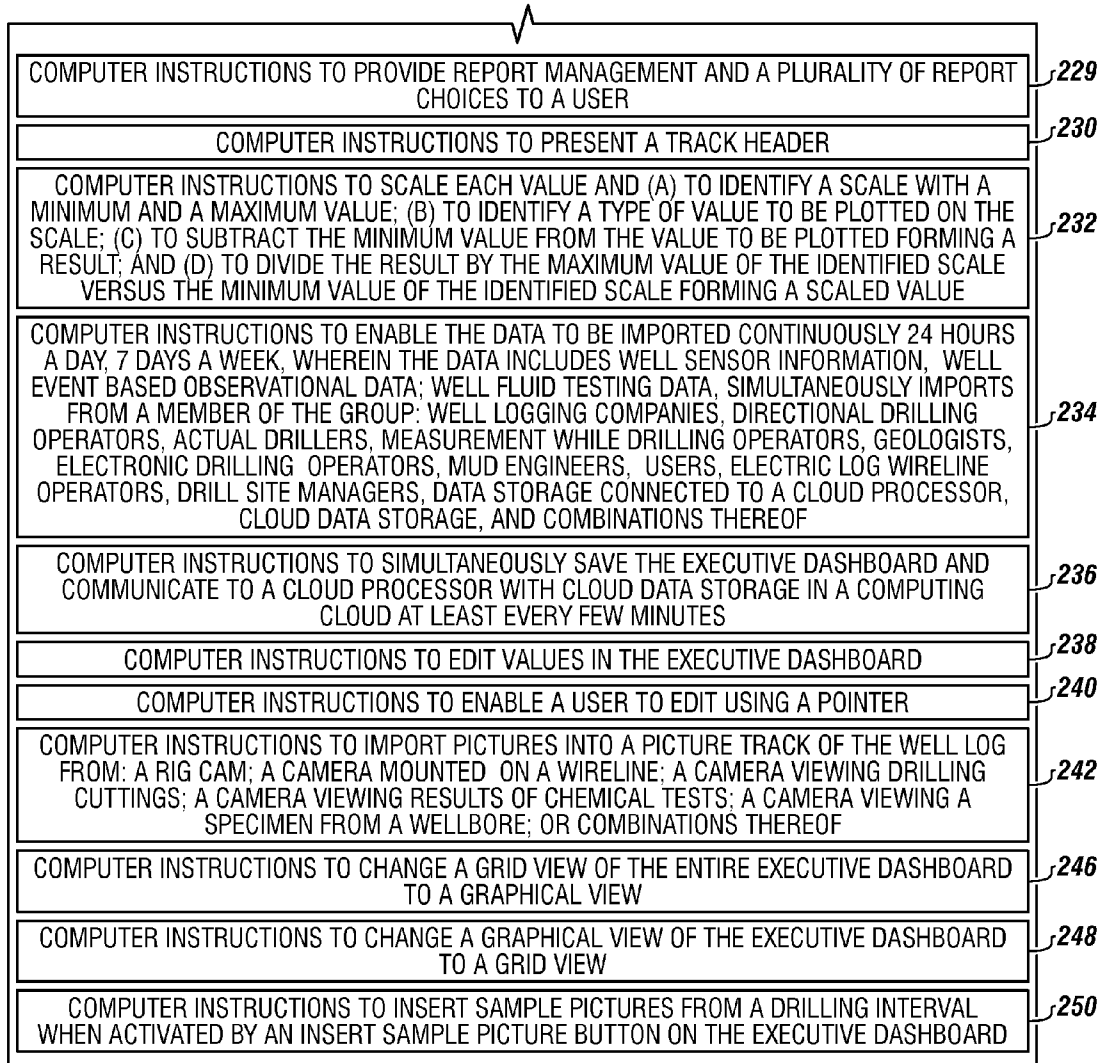 COMPUTER INSTRUCTIONS TO PROVIDE REPORT MANAGEMENT AND A PLURALITY OF REPORT
CHOICES TO A USER
229
COMPUTER INSTRUCTIONS TO PRESENT A TRACK HEADER
230
COMPUTER INSTRUCTIONS TO SCALE EACH VALUE AND (A) TO IDENTIFY A SCALE WITH A
MINIMUM AND A MAXIMUM VALUE; (B) TO IDENTIFY A TYPE OF VALUE TO BE PLOTTED ON THE
SCALE; (C) TO SUBTRACT THE MINIMUM VALUE FROM THE VALUE TO BE PLOTTED FORMING A
RESULT; AND (D) TO DIVIDE THE RESULT BY THE MAXIMUM VALUE OF THE IDENTIFIED SCALE
VERSUS THE MINIMUM VALUE OF THE IDENTIFIED SCALE FORMING A SCALED VALUE
232
COMPUTER INSTRUCTIONS TO ENABLE THE DATA TO BE IMPORTED CONTINUOUSLY 24 HOURS
A DAY, 7 DAYS A WEEK, WHEREIN THE DATA INCLUDES WELL SENSOR INFORMATION, WELL
EVENT BASED OBSERVATIONAL DATA; WELL FLUID TESTING DATA, SIMULTANEOUSLY IMPORTS
FROM A MEMBER OF THE GROUP: WELL LOGGING COMPANIES, DIRECTIONAL DRILLING
OPERATORS, ACTUAL DRILLERS, MEASUREMENT WHILE DRILLING OPERATORS, GEOLOGISTS,
ELECTRONIC DRILLING OPERATORS, MUD ENGINEERS, USERS, ELECTRIC LOG WIRELINE
OPERATORS, DRILL SITE MANAGERS, DATA STORAGE CONNECTED TO A CLOUD PROCESSOR,
CLOUD DATA STORAGE, AND COMBINATIONS THEREOF
234
COMPUTER INSTRUCTIONS TO SIMULTANEOUSLY SAVE THE EXECUTIVE DASHBOARD AND
COMMUNICATE TO A CLOUD PROCESSOR WITH CLOUD DATA STORAGE IN A COMPUTING
CLOUD AT LEAST EVERY FEW MINUTES
236
COMPUTER INSTRUCTIONS TO EDIT VALUES IN THE EXECUTIVE DASHBOARD
238
COMPUTER INSTRUCTIONS TO ENABLE A USER TO EDIT USING A POINTER
240
COMPUTER INSTRUCTIONS TO IMPORT PICTURES INTO A PICTURE TRACK OF THE WELL LOG
FROM: A RIG CAM; A CAMERA MOUNTED ON A WIRELINE; A CAMERA VIEWING DRILLING
CUTTINGS; A CAMERA VIEWING RESULTS OF CHEMICAL TESTS; A CAMERA VIEWING A
SPECIMEN FROM A WELLBORE; OR COMBINATIONS THEREOF
242
COMPUTER INSTRUCTIONS TO CHANGE A GRID VIEW OF THE ENTIRE EXECUTIVE DASHBOARD
TO A GRAPHICAL VIEW
246
COMPUTER INSTRUCTIONS TO CHANGE A GRAPHICAL VIEW OF THE EXECUTIVE DASHBOARD
TO A GRID VIEW
248
COMPUTER INSTRUCTIONS TO INSERT SAMPLE PICTURES FROM A DRILLING INTERVAL
WHEN ACTIVATED BY AN INSERT SAMPLE PICTURE BUTTON ON THE EXECUTIVE DASHBOARD
250